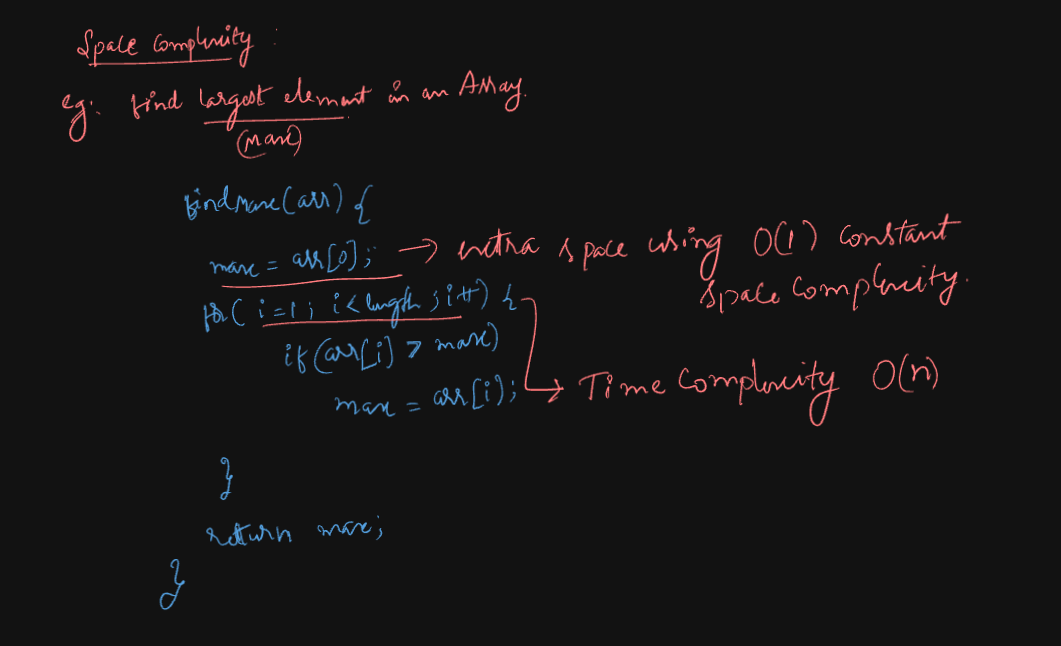 Space Complexity :
eg: find largest element in an Array.
(Max)
findMax(arr) {
max = arr[0]; → extra space using O(1) constant
space complexity.
for( i=1; i<length; i++) {
if(arr[i] > max)
max = arr[i]; → Time complexity O(n)
}
return max;
}